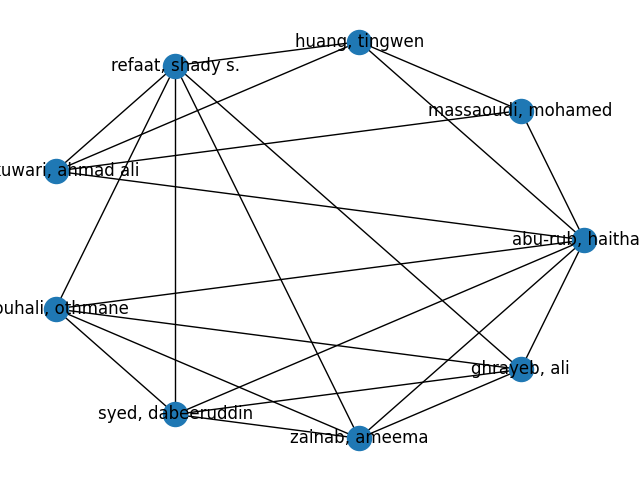 huang, tingwen
refaat, shady s.
massaoudi, mohamed
kuwari, ahmad ali
abu-rub, haitha
ouhali, othmane
ghrayeb, ali
syed, dabeeruddin
zainab, ameema